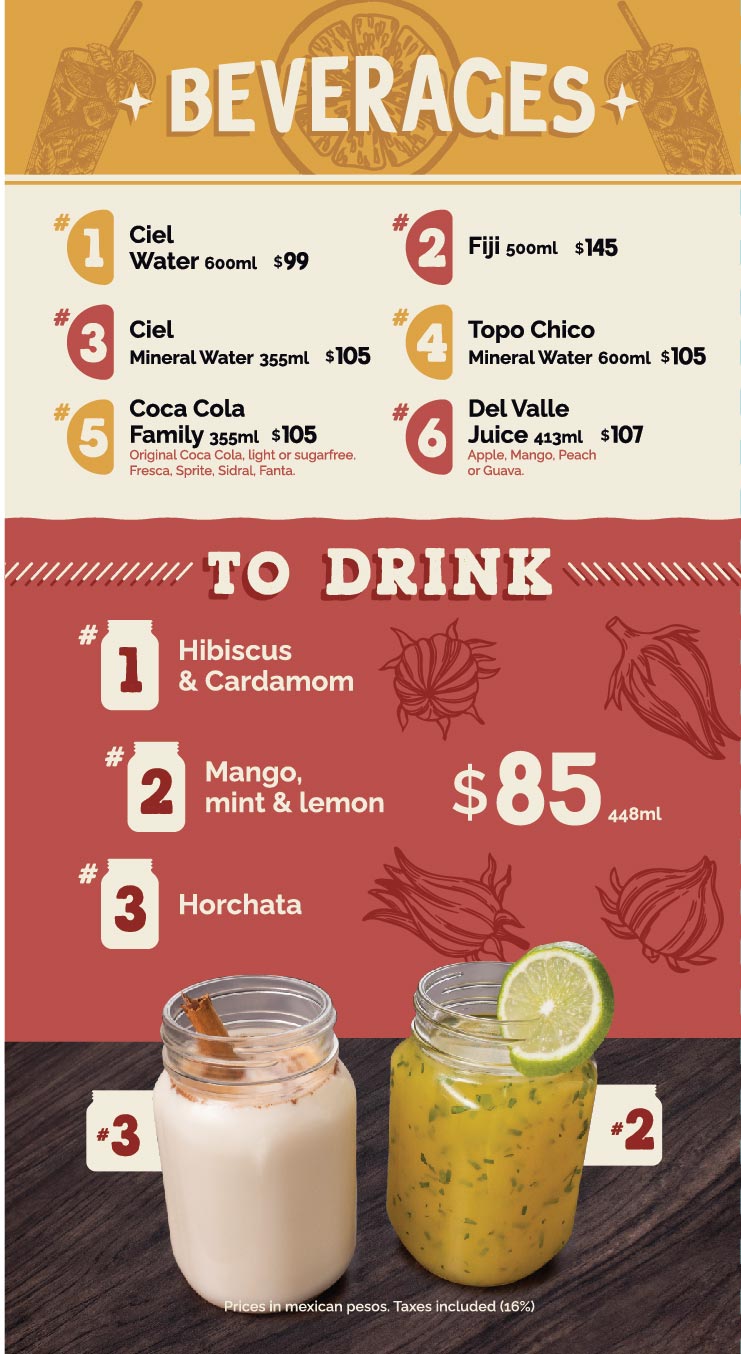 BEVERAGES
#1 Ciel
Water 600ml $99
#2 Fiji 500ml $145
#3 Ciel
Mineral Water 355ml $105
#4 Topo Chico
Mineral Water 600ml $105
#5 Coca Cola
Family 355ml $105
Original Coca Cola, light or sugarfree.
Fresca, Sprite, Sidral, Fanta.
#6 Del Valle
Juice 413ml $107
Apple, Mango, Peach
or Guava.
TO DRINK
#1 Hibiscus
& Cardamom
#2 Mango,
mint & lemon
$85 448ml
#3 Horchata
#3
#2
Prices in mexican pesos. Taxes included (16%)